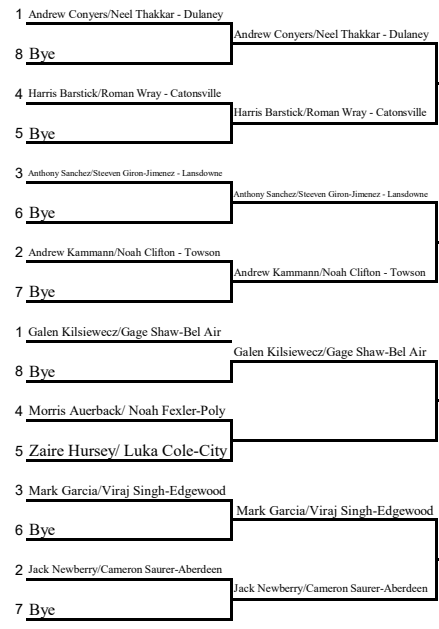 1 Andrew Conyers/Neel Thakkar - Dulaney
Andrew Conyers/Neel Thakkar - Dulaney
8 Bye
4 Harris Barstick/Roman Wray - Catonsville
Harris Barstick/Roman Wray - Catonsville
5 Bye
3 Anthony Sanchez/Steeven Giron-Jimenez - Lansdowne
Anthony Sanchez/Steeven Giron-Jimenez - Lansdowne
6 Bye
2 Andrew Kammann/Noah Clifton - Towson
Andrew Kammann/Noah Clifton - Towson
7 Bye
1 Galen Kilsiewecz/Gage Shaw-Bel Air
Galen Kilsiewecz/Gage Shaw-Bel Air
8 Bye
4 Morris Auerback/ Noah Fexler-Poly
5 Zaire Hursey/ Luka Cole-City
3 Mark Garcia/Viraj Singh-Edgewood
Mark Garcia/Viraj Singh-Edgewood
6 Bye
2 Jack Newberry/Cameron Saurer-Aberdeen
Jack Newberry/Cameron Saurer-Aberdeen
7 Bye